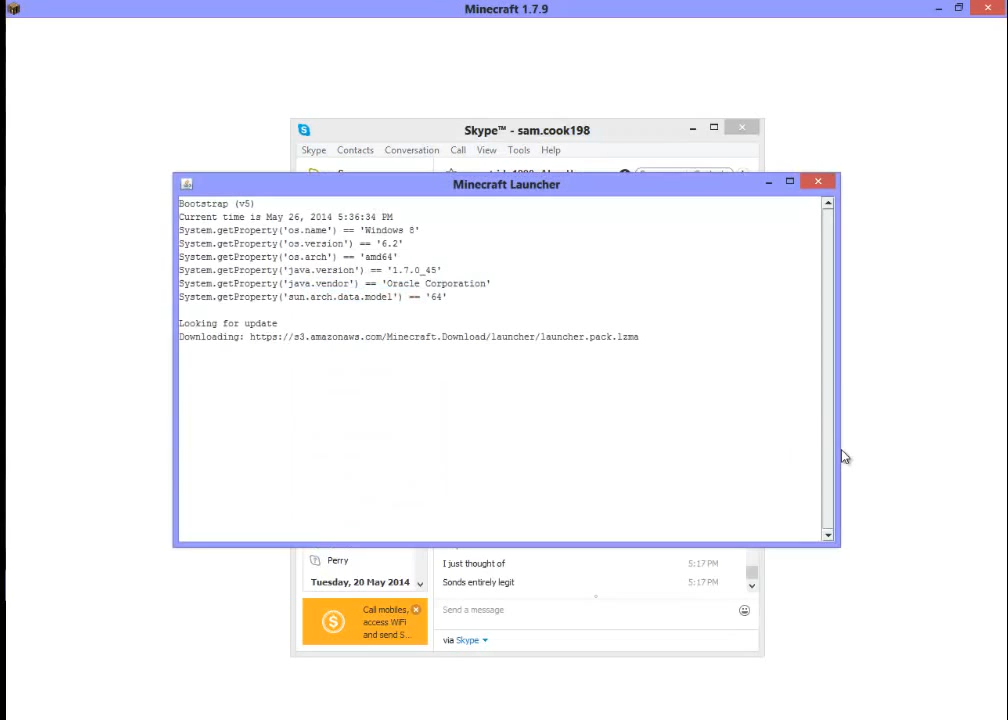 Minecraft 1.7.9
Skype™ - sam.cook198
Skype Contacts Conversation Call View Tools Help
Minecraft Launcher
Bootstrap (v5)
Current time is May 26, 2014 5:36:34 PM
System.getProperty('os.name') == 'Windows 8'
System.getProperty('os.version') == '6.2'
System.getProperty('os.arch') == 'amd64'
System.getProperty('java.version') == '1.7.0_45'
System.getProperty('java.vendor') == 'Oracle Corporation'
System.getProperty('sun.arch.data.model') == '64'
Looking for update
Downloading: https://s3.amazonaws.com/Minecraft.Download/launcher/launcher.pack.lzma
Perry
Tuesday, 20 May 2014
Call mobiles,
access WiFi
and send S...
I just thought of 5:17 PM
Sonds entirely legit 5:17 PM
Send a message
via Skype